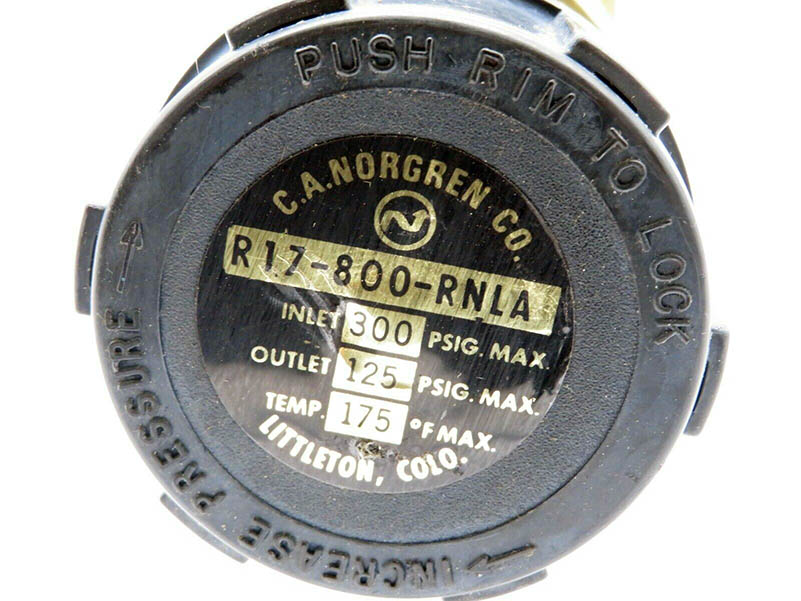 PUSH RIM TO LOCK
C.A.NORGREN CO.
R17-800-RNLA
INLET 300 PSIG. MAX.
OUTLET 125 PSIG. MAX.
TEMP. 175 °F MAX.
LITTLETON, COLO.
INCREASE PRESSURE